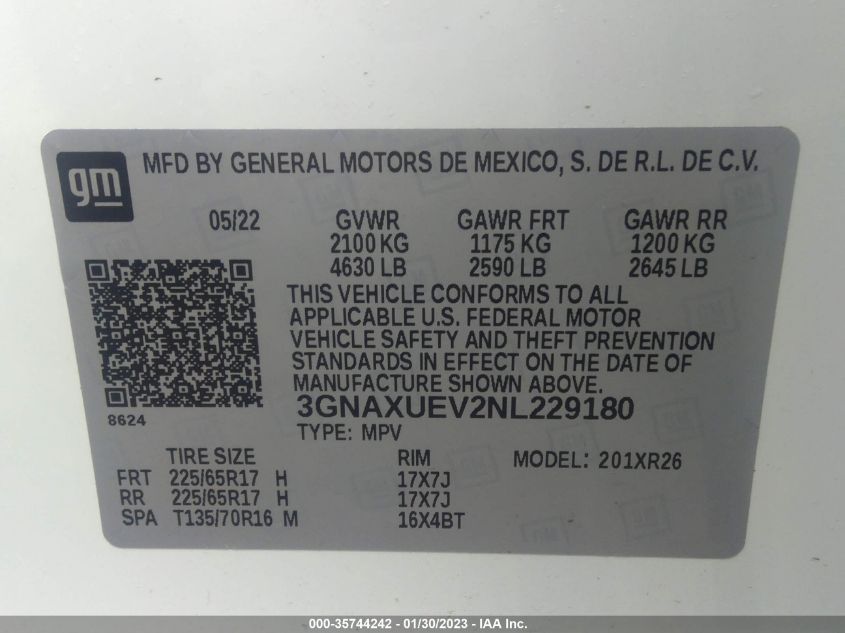 gm
MFD BY GENERAL MOTORS DE MEXICO, S. DE R.L. DE C.V.
05/22 GVWR GAWR FRT GAWR RR
2100 KG 1175 KG 1200 KG
4630 LB 2590 LB 2645 LB
THIS VEHICLE CONFORMS TO ALL
APPLICABLE U.S. FEDERAL MOTOR
VEHICLE SAFETY AND THEFT PREVENTION
STANDARDS IN EFFECT ON THE DATE OF
MANUFACTURE SHOWN ABOVE.
3GNAXUEV2NL229180
8624
TYPE: MPV
TIRE SIZE RIM MODEL: 201XR26
FRT 225/65R17 H 17X7J
RR 225/65R17 H 17X7J
SPA T135/70R16 M 16X4BT
000-35744242 - 01/30/2023 - IAA Inc.